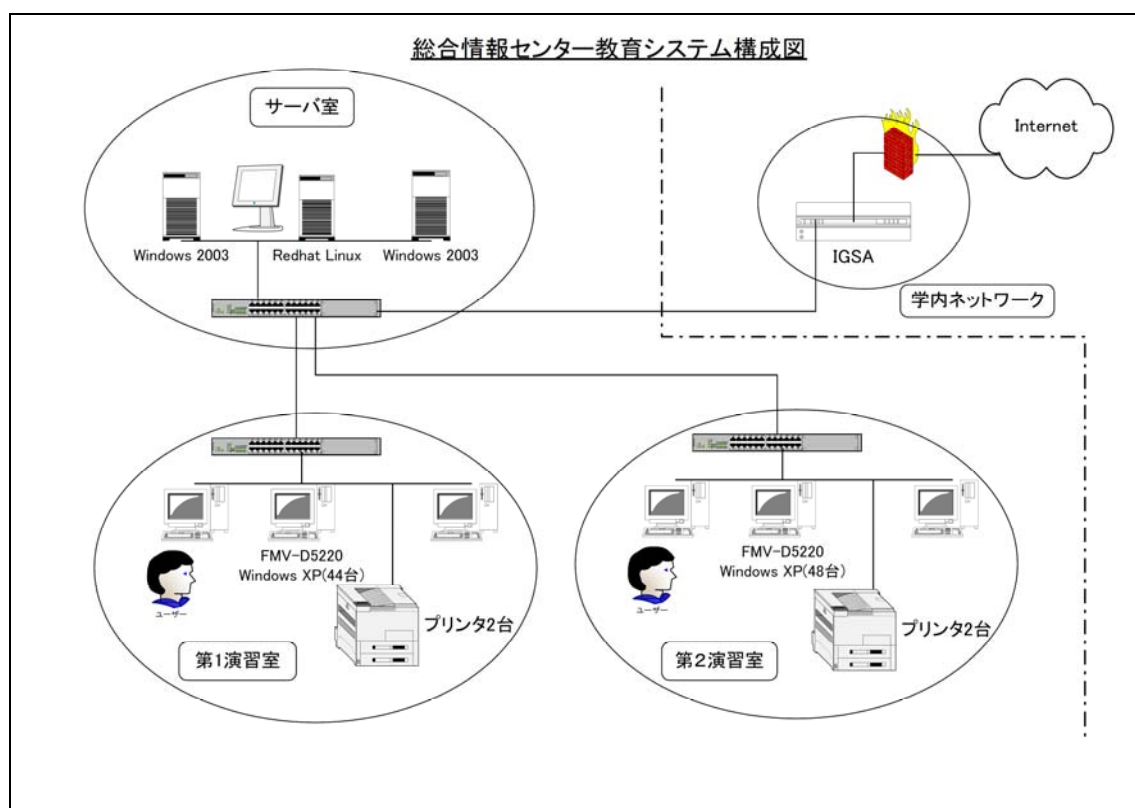 総合情報センター教育システム構成図
サーバ室
Internet
Windows 2003
Redhat Linux
Windows 2003
IGSA
学内ネットワーク
FMV-D5220
Windows XP(44台)
ユーザー
プリンタ2台
第1演習室
FMV-D5220
Windows XP(48台)
ユーザー
プリンタ2台
第2演習室